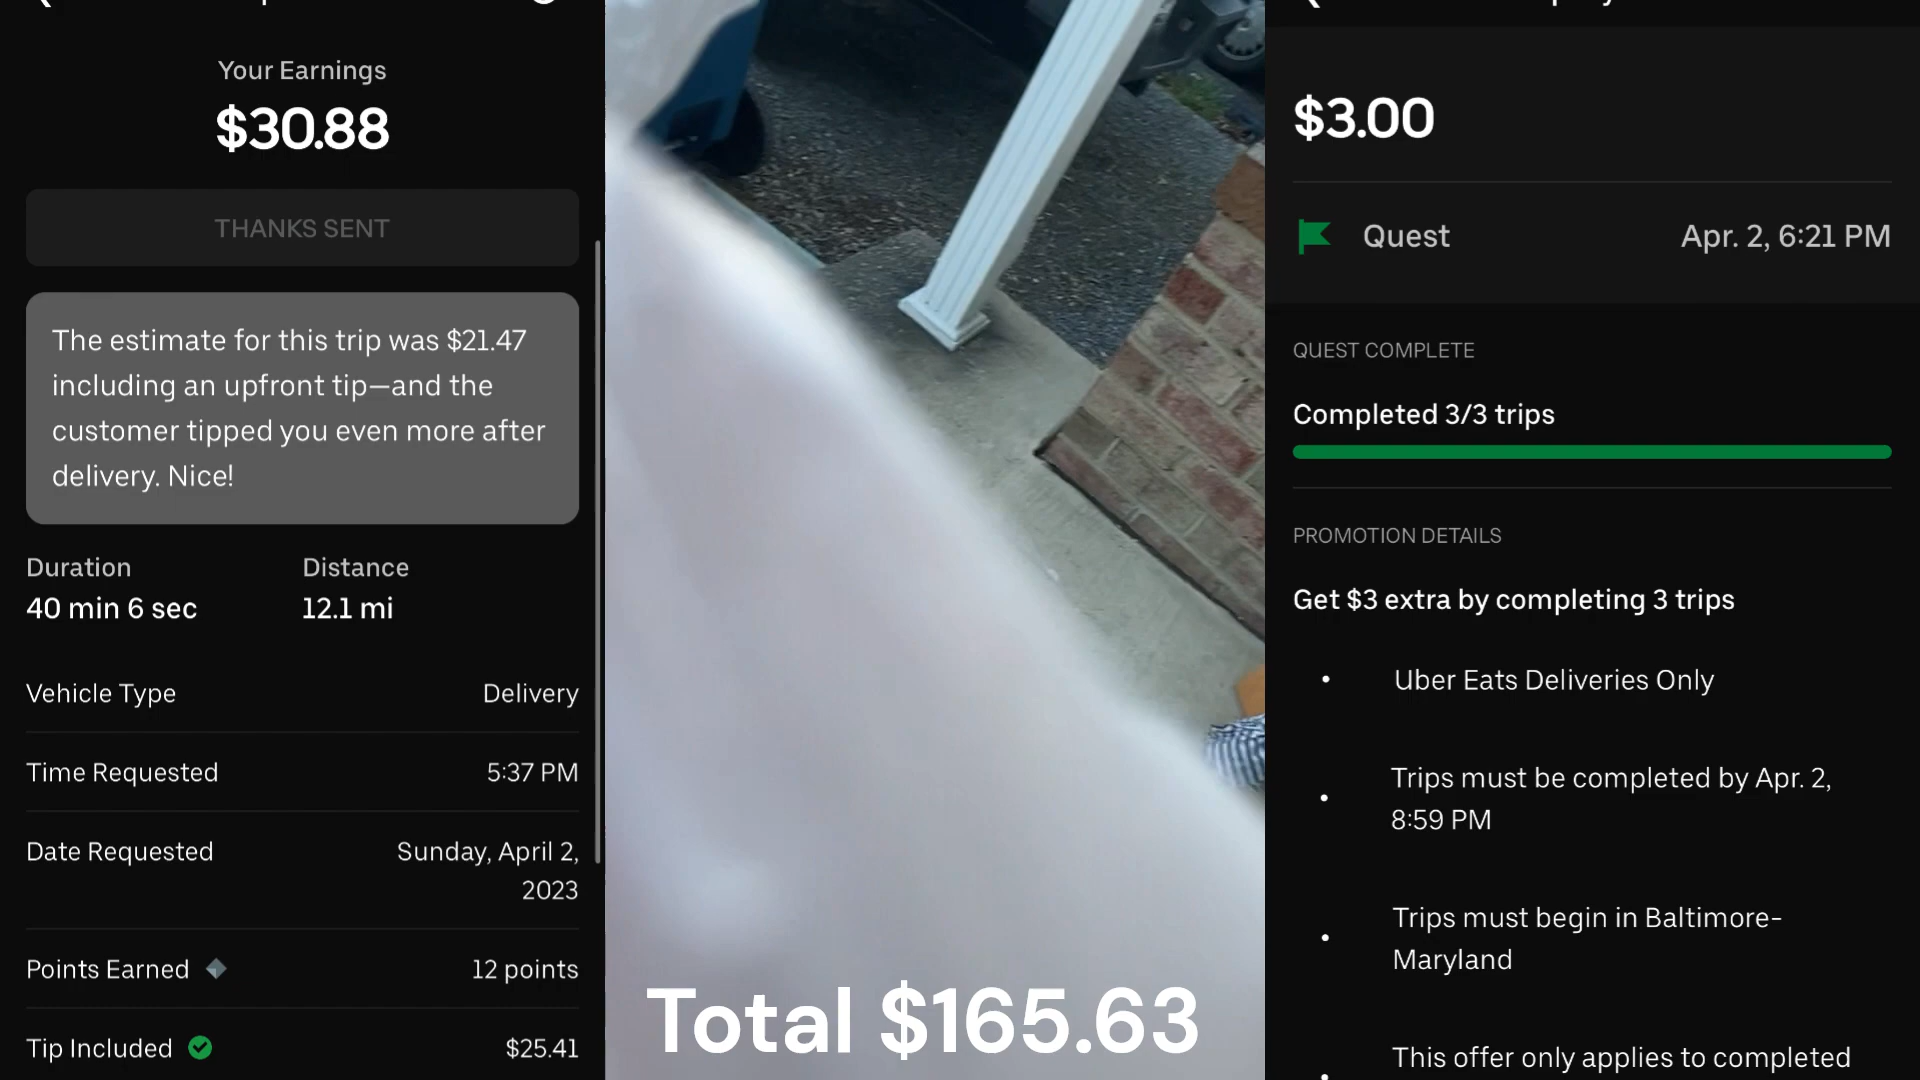 Your Earnings
$30.88
THANKS SENT
The estimate for this trip was $21.47
including an upfront tip—and the
customer tipped you even more after
delivery. Nice!
Duration
Distance
40 min 6 sec
12.1 mi
Vehicle Type
Delivery
Time Requested
5:37 PM
Date Requested
Sunday, April 2,
2023
Points Earned
12 points
Tip Included
$25.41
Total $165.63
$3.00
Quest
Apr. 2, 6:21 PM
QUEST COMPLETE
Completed 3/3 trips
PROMOTION DETAILS
Get $3 extra by completing 3 trips
• Uber Eats Deliveries Only
• Trips must be completed by Apr. 2,
8:59 PM
• Trips must begin in Baltimore-
Maryland
• This offer only applies to completed